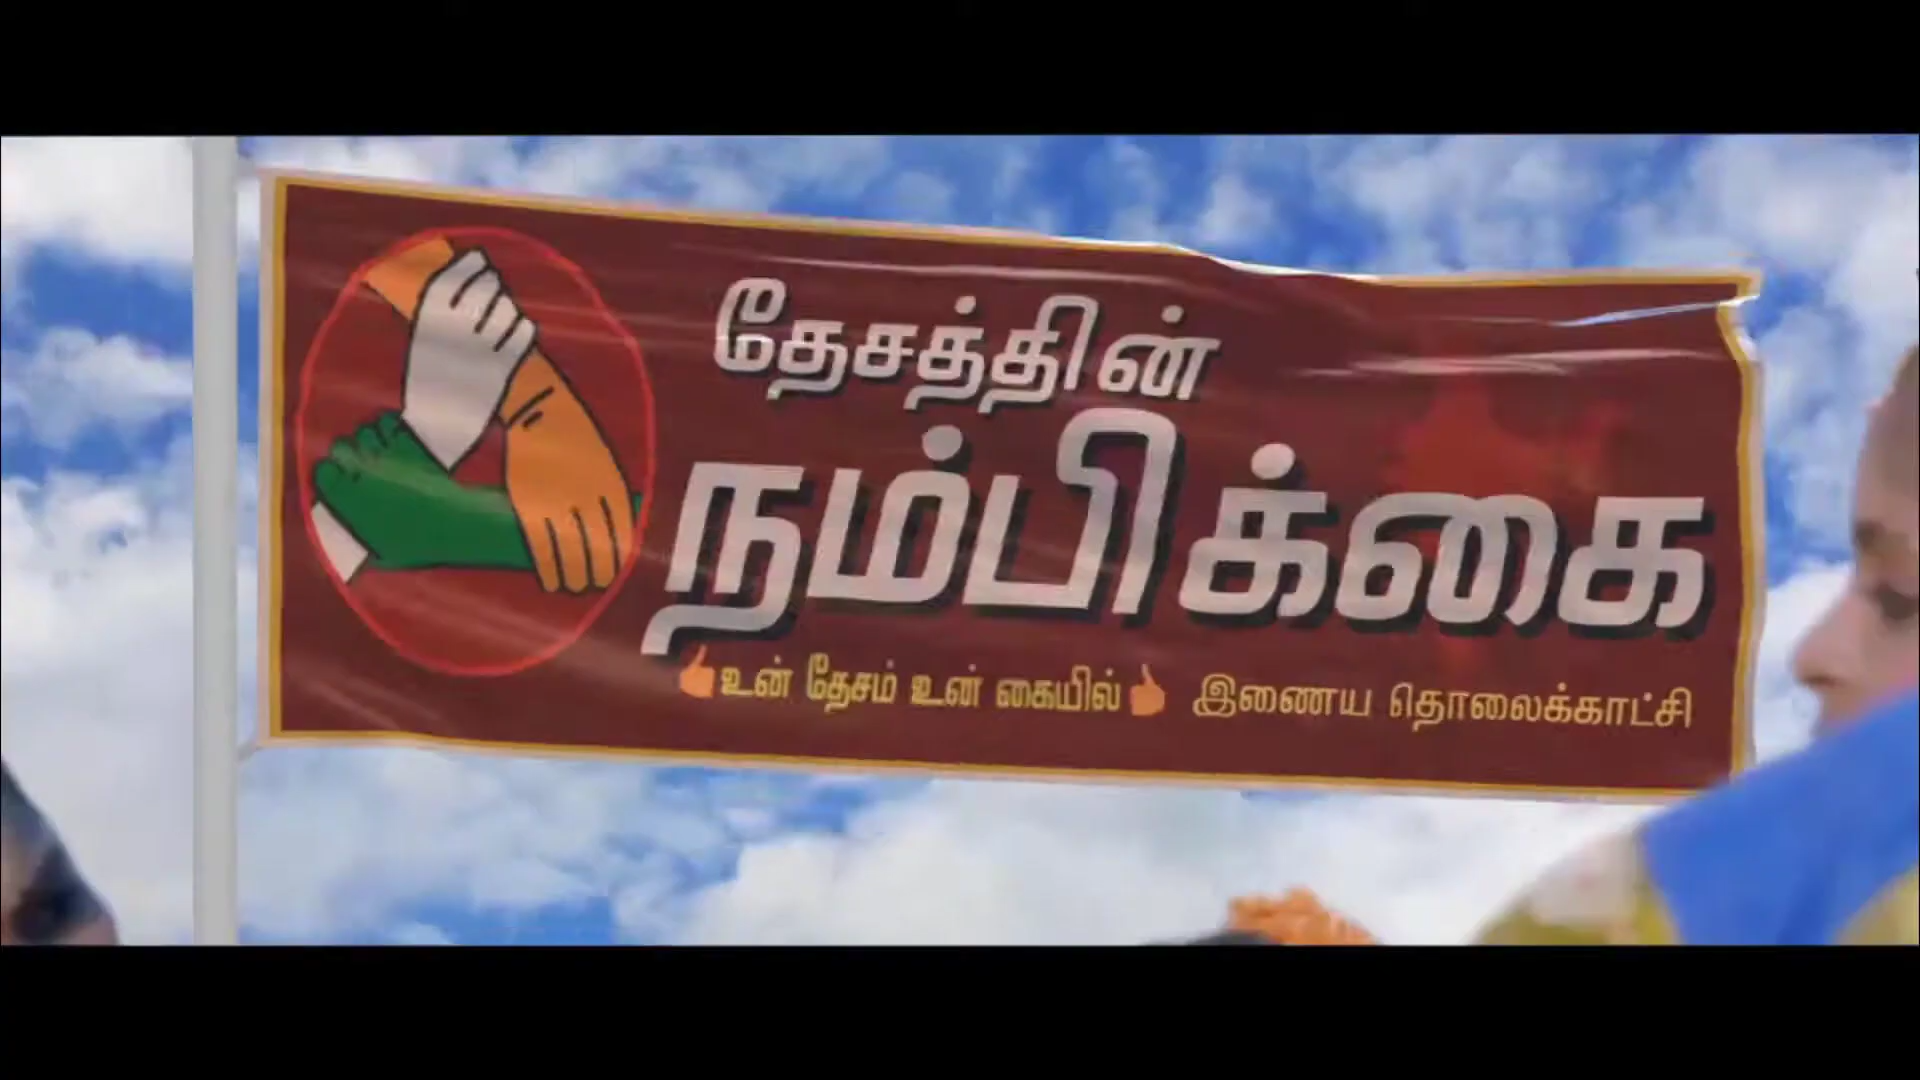 தேசத்தின்
நம்பிக்கை
உன் தேசம் உன் கையில் இணைய தொலைக்காட்சி